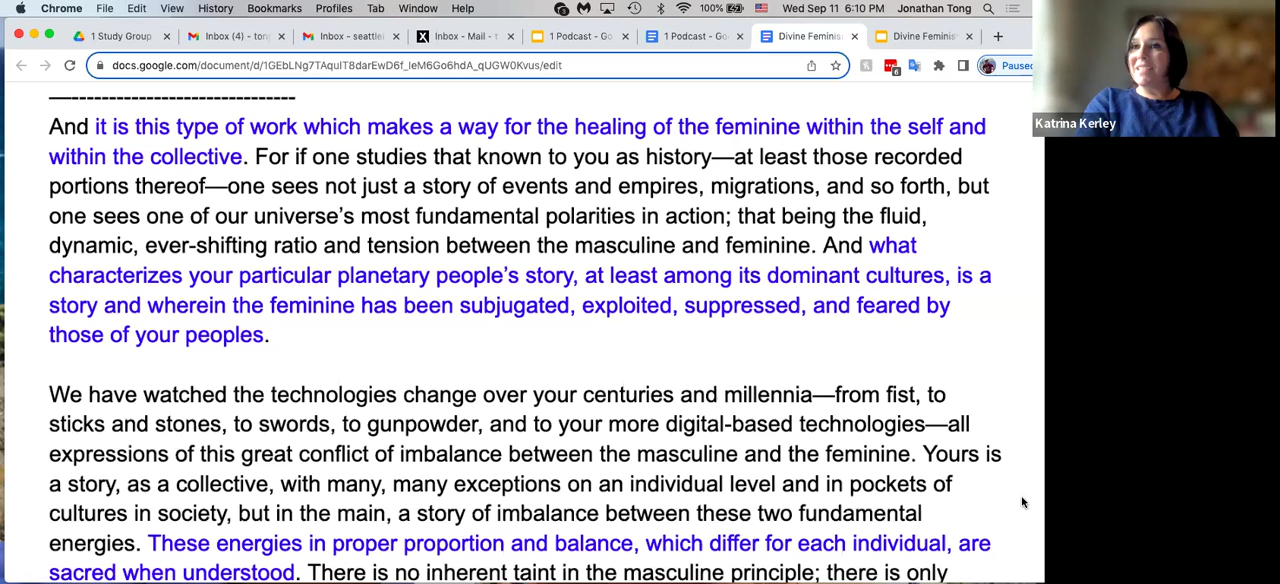 Chrome File Edit View History Bookmarks Profiles Tab Window Help 100% Wed Sep 11 6:10 PM Jonathan Tong
1 Study Group Inbox (4) - ton Inbox - seattle Inbox - Mail - t 1 Podcast - Go 1 Podcast - Go Divine Feminis Divine Feminis
docs.google.com/document/d/1GEbLNg7TAquIT8darEwD6f_IeM6Go6hdA_qUGW0Kvus/edit Paused
Katrina Kerley
And it is this type of work which makes a way for the healing of the feminine within the self and
within the collective. For if one studies that known to you as history—at least those recorded
portions thereof—one sees not just a story of events and empires, migrations, and so forth, but
one sees one of our universe’s most fundamental polarities in action; that being the fluid,
dynamic, ever-shifting ratio and tension between the masculine and feminine. And what
characterizes your particular planetary people’s story, at least among its dominant cultures, is a
story and wherein the feminine has been subjugated, exploited, suppressed, and feared by
those of your peoples.
We have watched the technologies change over your centuries and millennia—from fist, to
sticks and stones, to swords, to gunpowder, and to your more digital-based technologies—all
expressions of this great conflict of imbalance between the masculine and the feminine. Yours is
a story, as a collective, with many, many exceptions on an individual level and in pockets of
cultures in society, but in the main, a story of imbalance between these two fundamental
energies. These energies in proper proportion and balance, which differ for each individual, are
sacred when understood. There is no inherent taint in the masculine principle; there is only